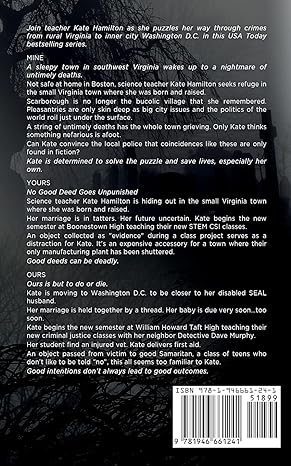 Join teacher Kate Hamilton as she puzzles her way through crimes
from rural Virginia to inner city Washington D.C. in this USA Today
bestselling series.
MINE
A sleepy town in southwest Virginia wakes up to a nightmare of
untimely deaths.
Not safe at home in Boston, science teacher Kate Hamilton seeks refuge in
the small Virginia town where she was born and raised.
Scarborough is no longer the bucolic village that she remembered.
Pleasantries are only skin deep as big city issues and the politics of the
world roil just under the surface.
A string of untimely deaths has the whole town grieving. Only Kate thinks
something nefarious is afoot.
Can Kate convince the local police that coincidences like these are only
found in fiction?
Kate is determined to solve the puzzle and save lives, especially her
own.
YOURS
No Good Deed Goes Unpunished
Science teacher Kate Hamilton is hiding out in the small Virginia town
where she was born and raised.
Her marriage is in tatters. Her future uncertain. Kate begins the new
semester at Boonestown High teaching their new STEM CSI classes.
An object collected as "evidence" during a class project serves as a
distraction for Kate. It's an expensive accessory for a town where their
only manufacturing plant has been shuttered.
Good deeds can be deadly.
OURS
Ours is but to do or die.
Kate is moving to Washington D.C. to be closer to her disabled SEAL
husband.
Her marriage is held together by a thread. Her baby is due very soon...too
soon.
Kate begins the new semester at William Howard Taft High teaching their
new criminal justice classes with her neighbor Detective Dave Murphy.
Her student find an injured vet. Kate delivers first aid.
An object passed from victim to good Samaritan, a class of teens who
don't like to be told "no", this all seems too familiar to Kate.
Good intentions don't always lead to good outcomes.
ISBN 978-1-946661-24-1
51899
9 781946 661241